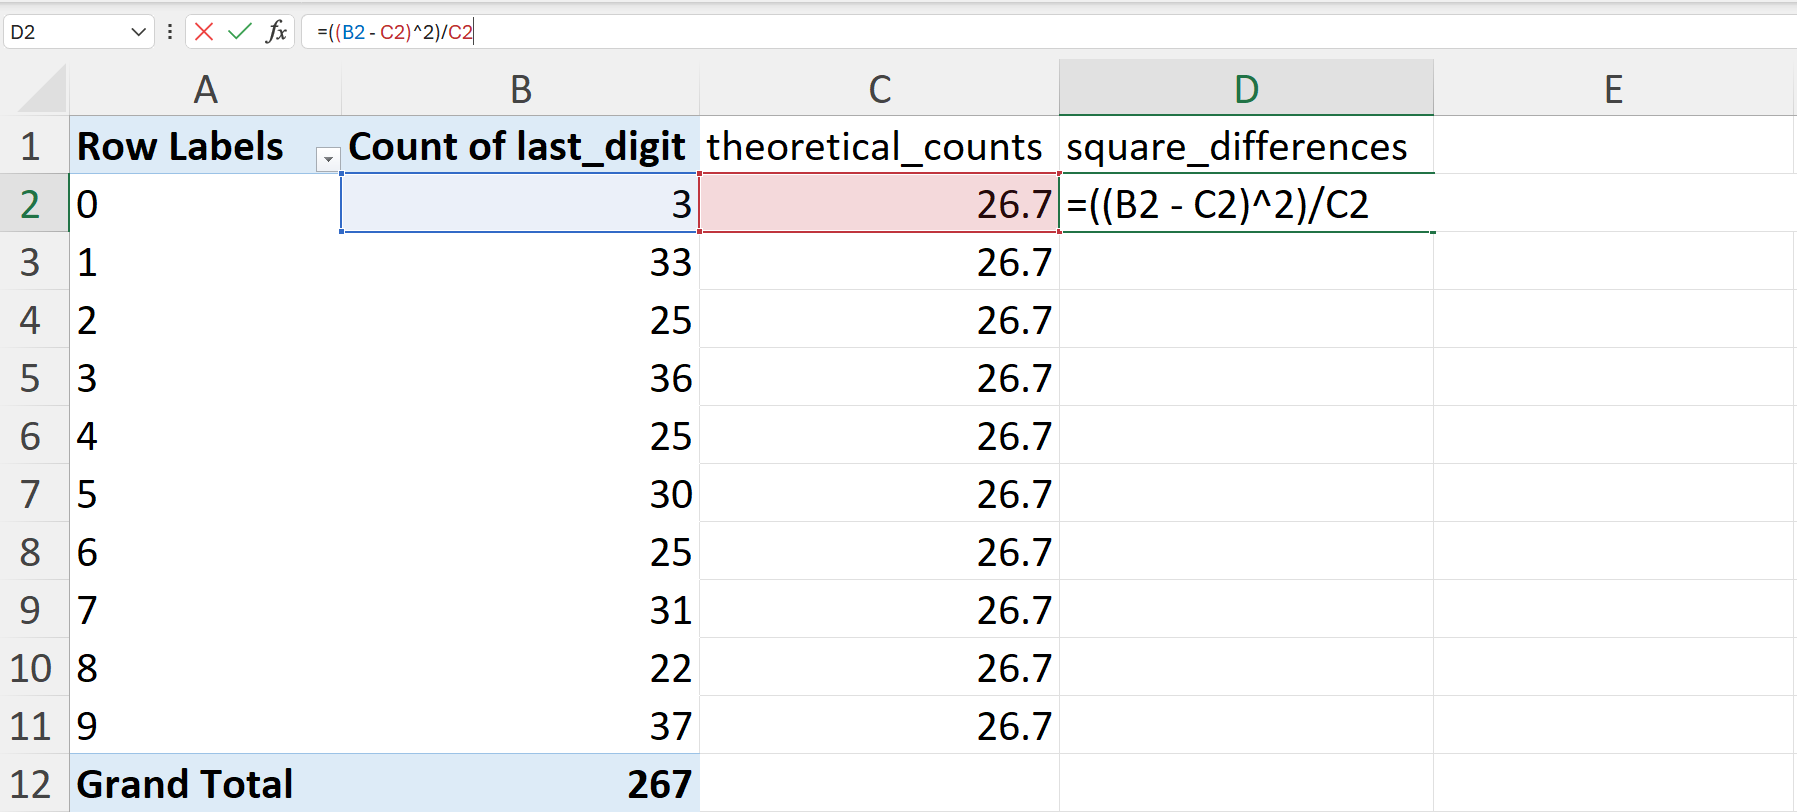 D2 fx =((B2 - C2)^2)/C2
A B C D E
1 Row Labels Count of last_digit theoretical_counts square_differences
2 0 3 26.7 =((B2 - C2)^2)/C2
3 1 33 26.7
4 2 25 26.7
5 3 36 26.7
6 4 25 26.7
7 5 30 26.7
8 6 25 26.7
9 7 31 26.7
10 8 22 26.7
11 9 37 26.7
12 Grand Total 267